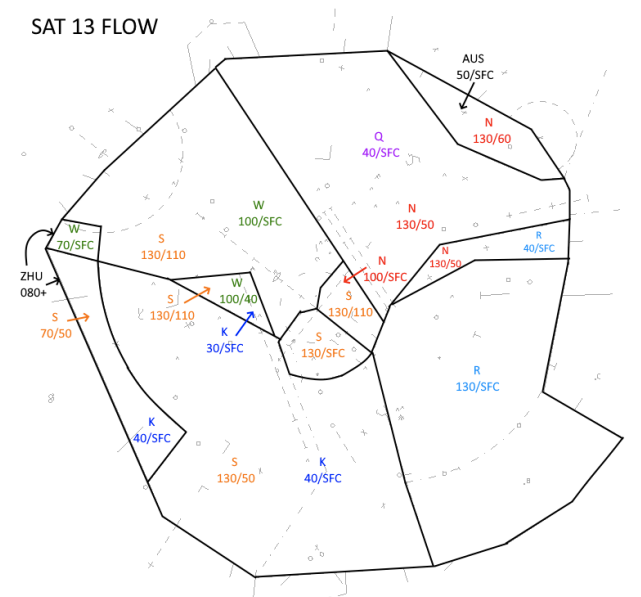 SAT 13 FLOW
AUS
50/SFC
N
130/60
Q
40/SFC
W
100/SFC
N
130/50
W
70/SFC
S
130/110
R
40/SFC
N
130/50
N
100/SFC
ZHU
080+
S
130/110
W
100/40
S
130/110
S
70/50
K
30/SFC
S
130/SFC
R
130/SFC
K
40/SFC
S
130/50
K
40/SFC